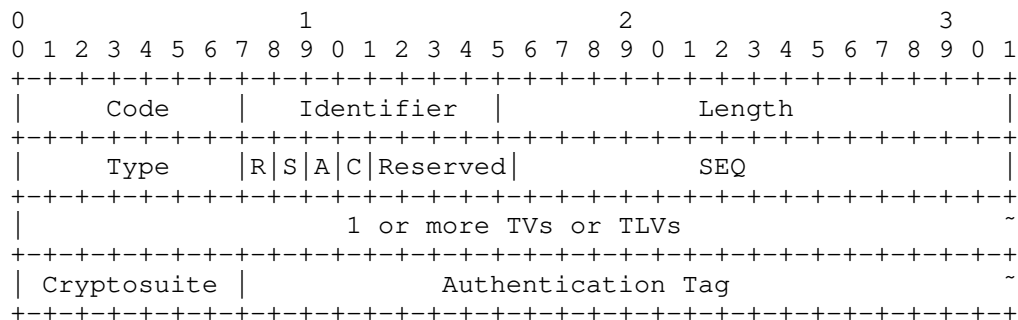 0                   1                   2                   3
0 1 2 3 4 5 6 7 8 9 0 1 2 3 4 5 6 7 8 9 0 1 2 3 4 5 6 7 8 9 0 1
+-+-+-+-+-+-+-+-+-+-+-+-+-+-+-+-+-+-+-+-+-+-+-+-+-+-+-+-+-+-+-+
|     Code      |   Identifier  |            Length             |
+-+-+-+-+-+-+-+-+-+-+-+-+-+-+-+-+-+-+-+-+-+-+-+-+-+-+-+-+-+-+-+
|     Type      |R|S|A|C|Reserved|           SEQ                |
+-+-+-+-+-+-+-+-+-+-+-+-+-+-+-+-+-+-+-+-+-+-+-+-+-+-+-+-+-+-+-+
|                    1 or more TVs or TLVs                      ~
+-+-+-+-+-+-+-+-+-+-+-+-+-+-+-+-+-+-+-+-+-+-+-+-+-+-+-+-+-+-+-+
| Cryptosuite |            Authentication Tag                   ~
+-+-+-+-+-+-+-+-+-+-+-+-+-+-+-+-+-+-+-+-+-+-+-+-+-+-+-+-+-+-+-+